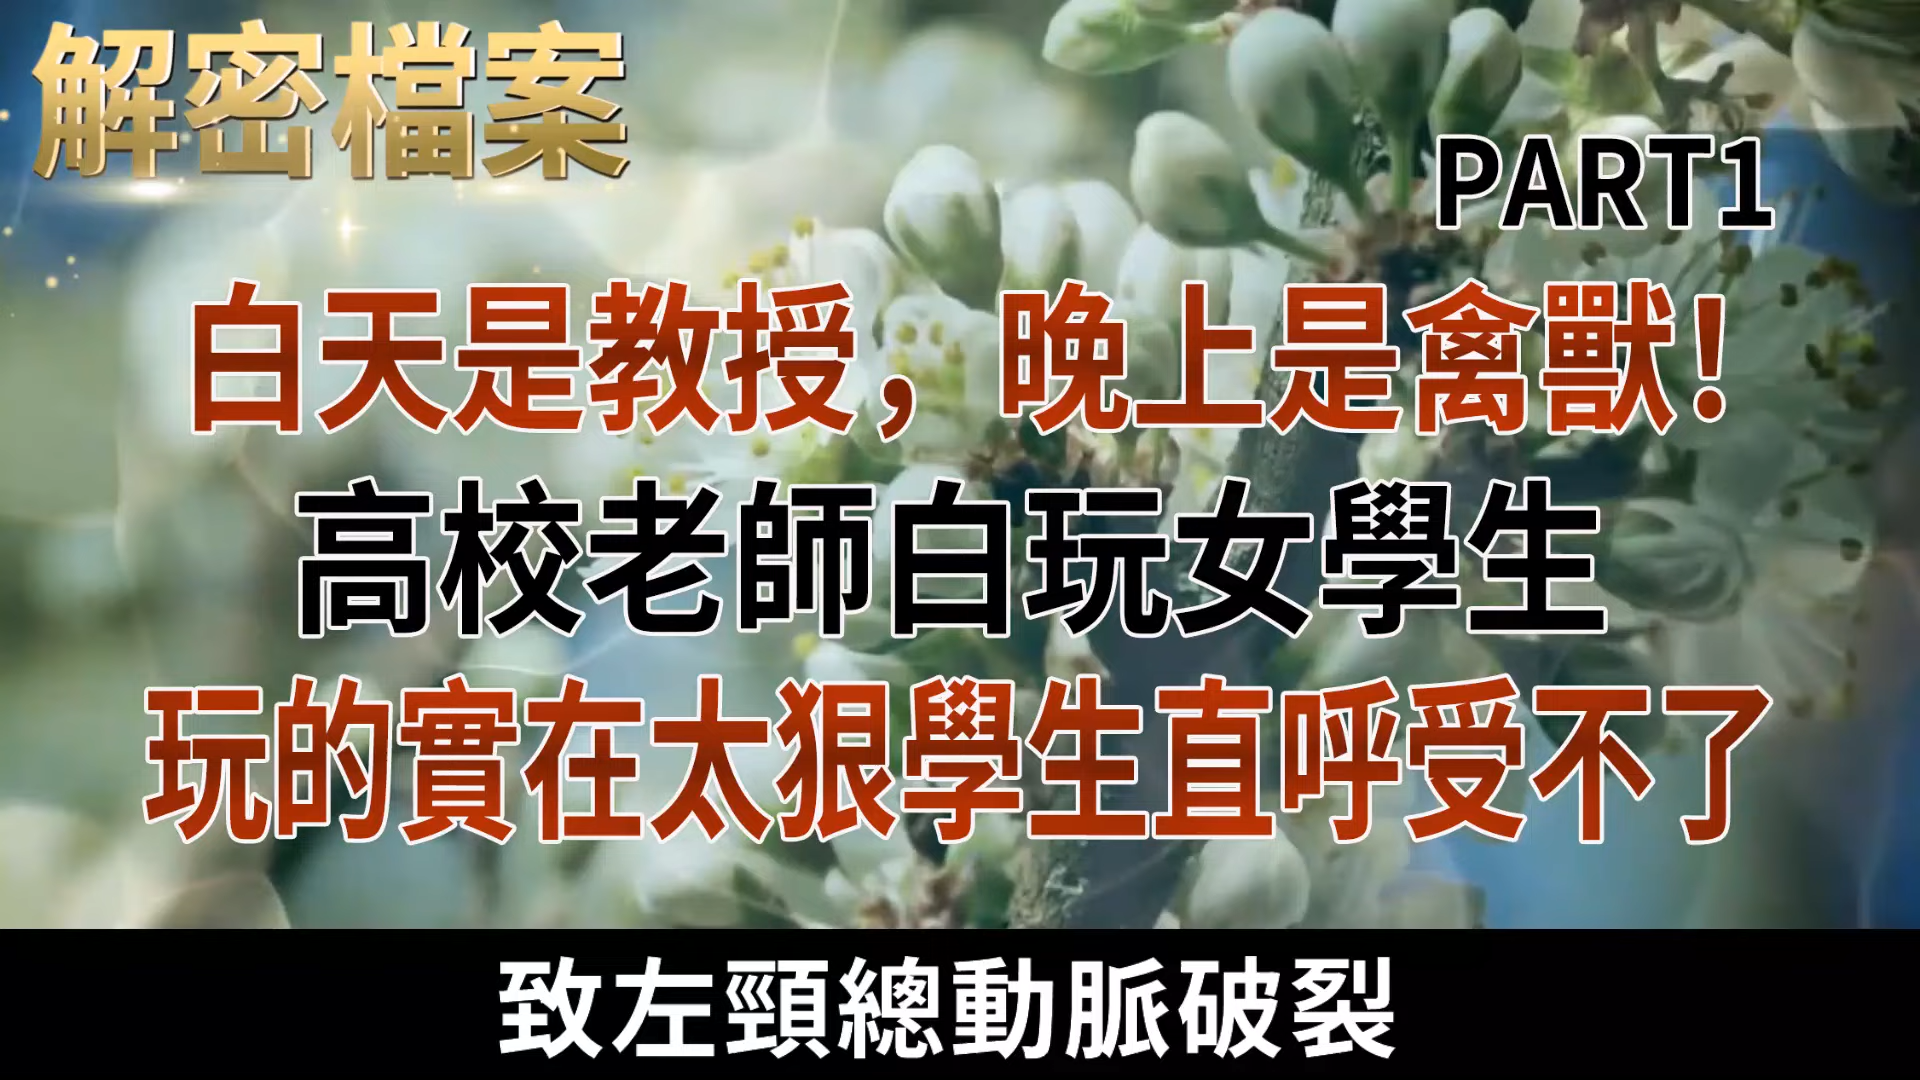 解密檔案
PART1
白天是教授，晚上是禽獸！
高校老師白玩女學生
玩的實在太狠學生直呼受不了
致左頸總動脈破裂